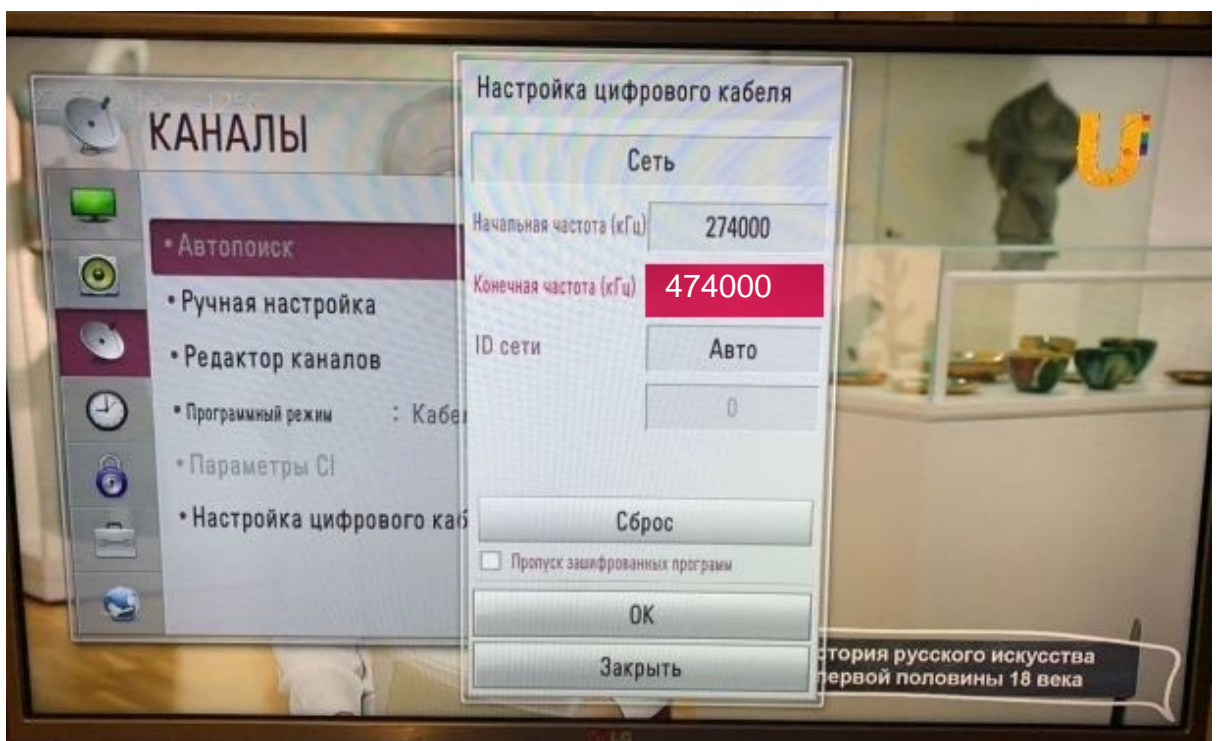 КАНАЛЫ
• Автопоиск
• Ручная настройка
• Редактор каналов
• Программный режим : Кабе
• Параметры CI
• Настройка цифрового каб
Настройка цифрового кабеля
Сеть
Начальная частота (кГц) 274000
Конечная частота (кГц) 474000
ID сети Авто
0
Сброс
Пропуск зашифрованных программ
ОК
Закрыть
U
стория русского искусства
первой половины 18 века
LG